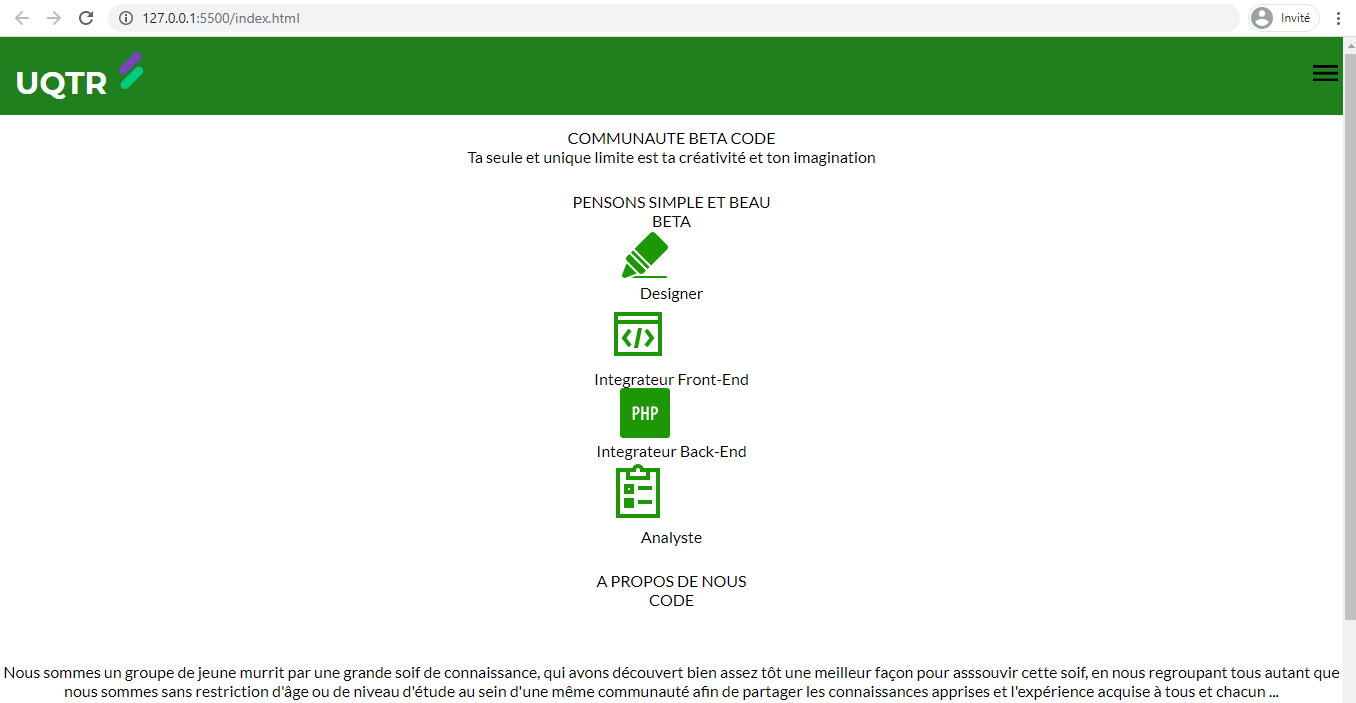 127.0.0.1:5500/index.html
Invité
UQTR
COMMUNAUTE BETA CODE
Ta seule et unique limite est ta créativité et ton imagination
PENSONS SIMPLE ET BEAU
BETA
Designer
</>
Integrateur Front-End
PHP
Integrateur Back-End
Analyste
A PROPOS DE NOUS
CODE
Nous sommes un groupe de jeune murrit par une grande soif de connaissance, qui avons découvert bien assez tôt une meilleur façon pour asssouvir cette soif, en nous regroupant tous autant que
nous sommes sans restriction d'âge ou de niveau d'étude au sein d'une même communauté afin de partager les connaissances apprises et l'expérience acquise à tous et chacun ...